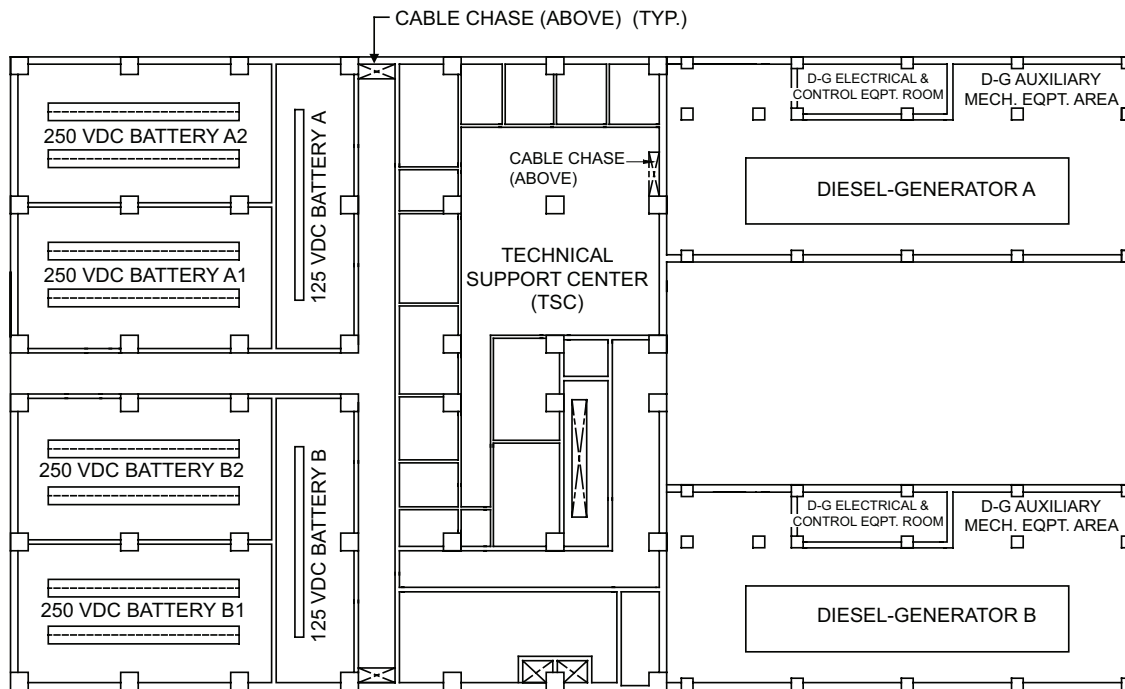 CABLE CHASE (ABOVE) (TYP.)
D-G ELECTRICAL &
CONTROL EQPT. ROOM
D-G AUXILIARY
MECH. EQPT. AREA
250 VDC BATTERY A2
125 VDC BATTERY A
CABLE CHASE
(ABOVE)
DIESEL-GENERATOR A
250 VDC BATTERY A1
TECHNICAL
SUPPORT CENTER
(TSC)
250 VDC BATTERY B2
125 VDC BATTERY B
D-G ELECTRICAL &
CONTROL EQPT. ROOM
D-G AUXILIARY
MECH. EQPT. AREA
250 VDC BATTERY B1
DIESEL-GENERATOR B